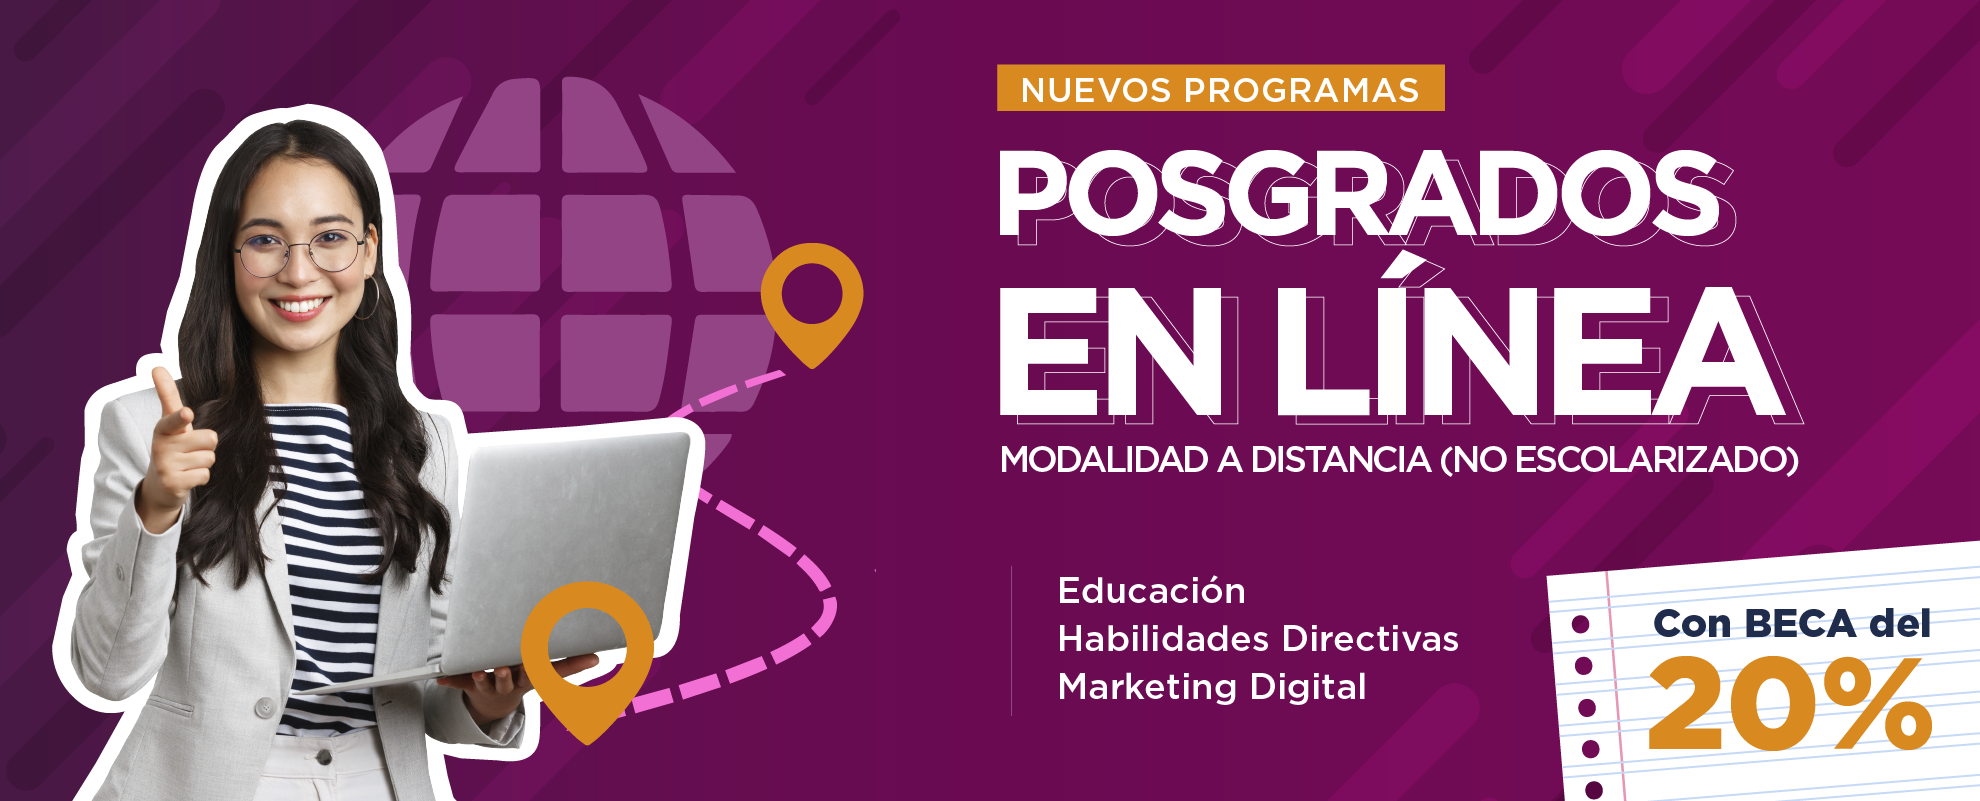 NUEVOS PROGRAMAS
POSGRADOS
EN LÍNEA
MODALIDAD A DISTANCIA (NO ESCOLARIZADO)
Educación
Habilidades Directivas
Marketing Digital
Con BECA del
20%